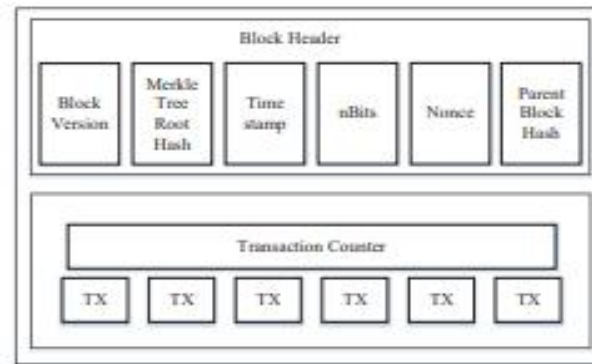 Block Header
Block
Version
Merkle
Tree
Root
Hash
Time
stamp
nBits
Nonce
Parent
Block
Hash
Transaction Counter
TX TX TX TX TX TX